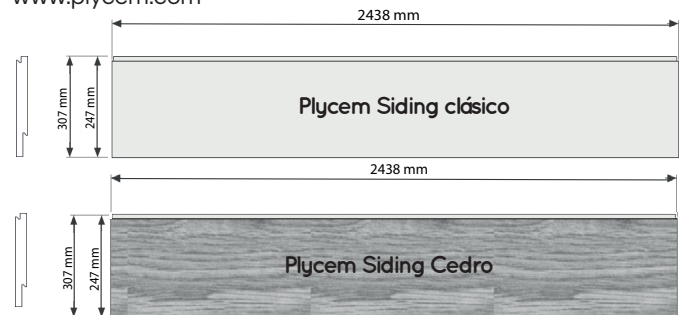 www.plycem.com
2438 mm
307 mm
247 mm
Plycem Siding clásico
2438 mm
307 mm
247 mm
Plycem Siding Cedro